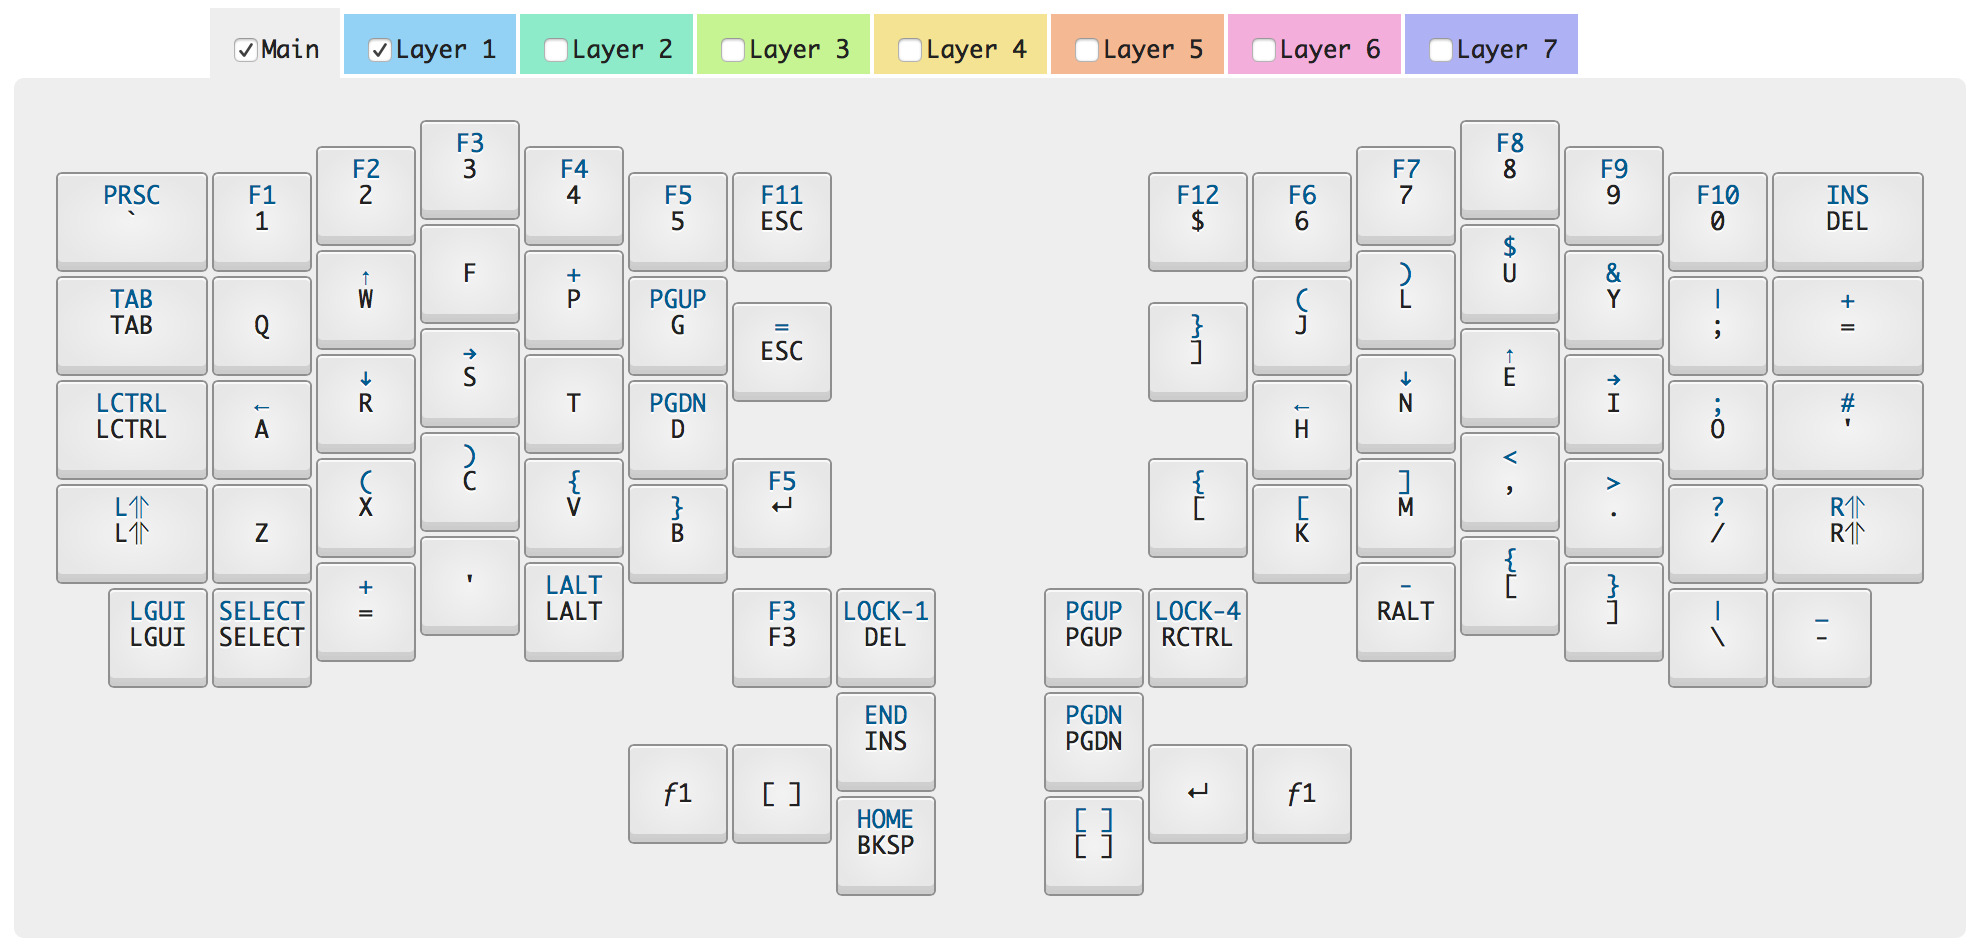 Main
Layer 1
Layer 2
Layer 3
Layer 4
Layer 5
Layer 6
Layer 7
PRSC
`
F1
1
F2
2
F3
3
F4
4
F5
5
F11
ESC
F12
$
F6
6
F7
7
F8
8
F9
9
F10
0
INS
DEL
TAB
TAB
Q
↑
W
F
+
P
PGUP
G
=
ESC
}
]
(
J
)
L
$
U
&
Y
|
;
+
=
LCTRL
LCTRL
←
A
↓
R
→
S
T
PGDN
D
←
H
↓
N
↑
E
→
I
;
O
#
'
L⇑
L⇑
Z
(
X
)
C
{
V
}
B
F5
↵
{
[
[
K
]
M
<
,
>
.
?
/
R⇑
R⇑
LGUI
LGUI
SELECT
SELECT
+
=
'
LALT
LALT
F3
F3
LOCK-1
DEL
PGUP
PGUP
LOCK-4
RCTRL
-
RALT
{
[
}
]
|
\
_
-
END
INS
PGDN
PGDN
ƒ1
[ ]
HOME
BKSP
[ ]
[ ]
↵
ƒ1